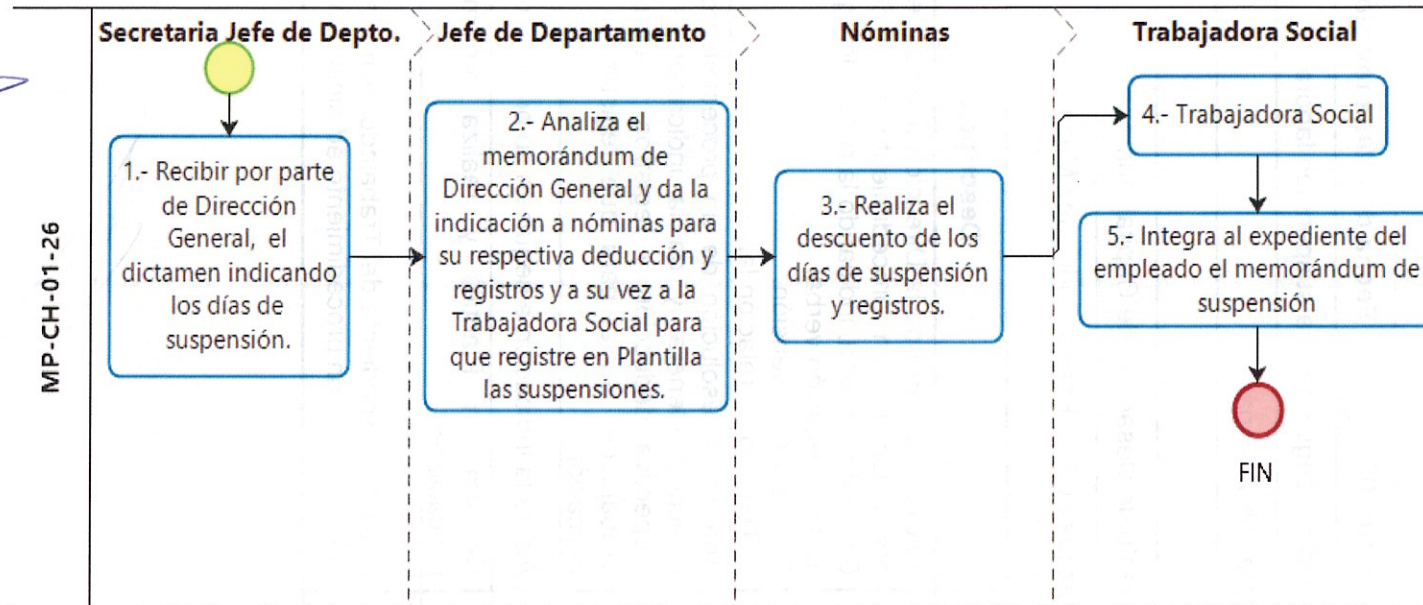 Secretaria Jefe de Depto.
Jefe de Departamento
Nóminas
Trabajadora Social
MP-CH-01-26
1.- Recibir por parte
de Dirección
General, el
dictamen indicando
los días de
suspensión.
2.- Analiza el
memorándum de
Dirección General y da la
indicación a nóminas para
su respectiva deducción y
registros y a su vez a la
Trabajadora Social para
que registre en Plantilla
las suspensiones.
3.- Realiza el
descuento de los
días de suspensión
y registros.
4.- Trabajadora Social
5.- Integra al expediente del
empleado el memorándum de
suspensión
FIN